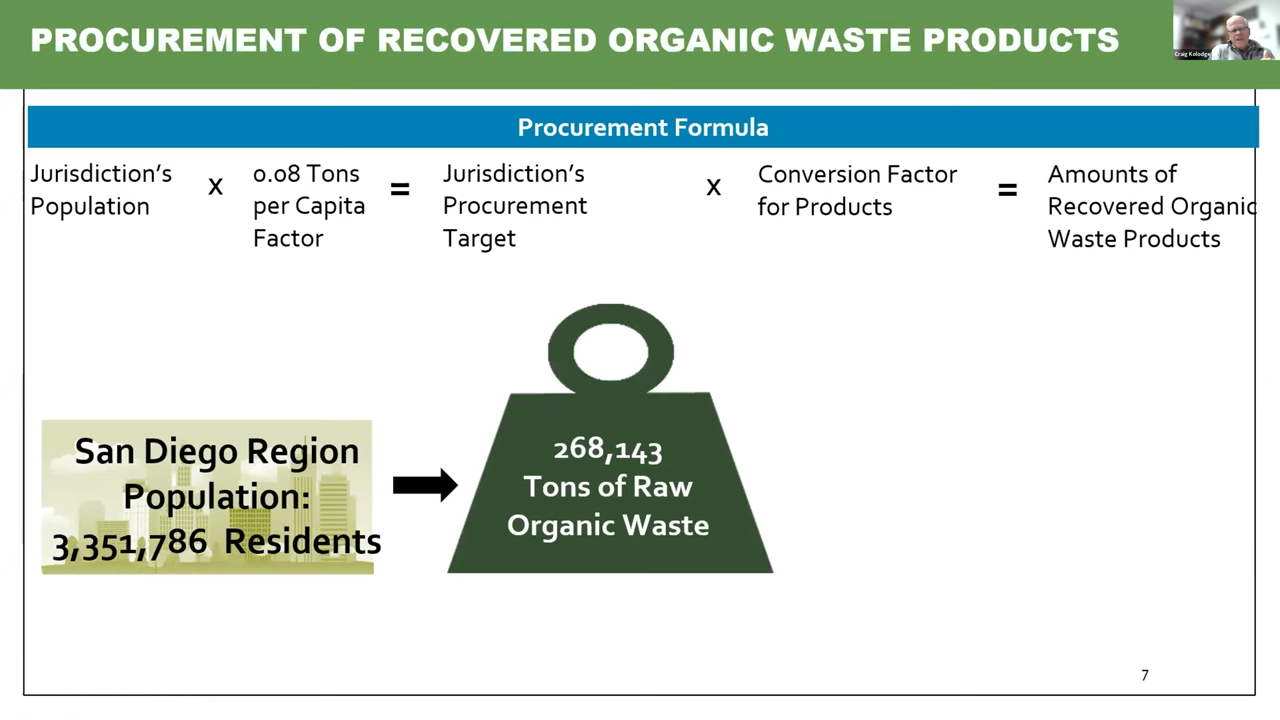 PROCUREMENT OF RECOVERED ORGANIC WASTE PRODUCTS
Craig Kolodge
Procurement Formula
Jurisdiction's
Population
x
0.08 Tons
per Capita
Factor
=
Jurisdiction's
Procurement
Target
x
Conversion Factor
for Products
=
Amounts of
Recovered Organic
Waste Products
San Diego Region
Population:
3,351,786 Residents
268,143
Tons of Raw
Organic Waste
7